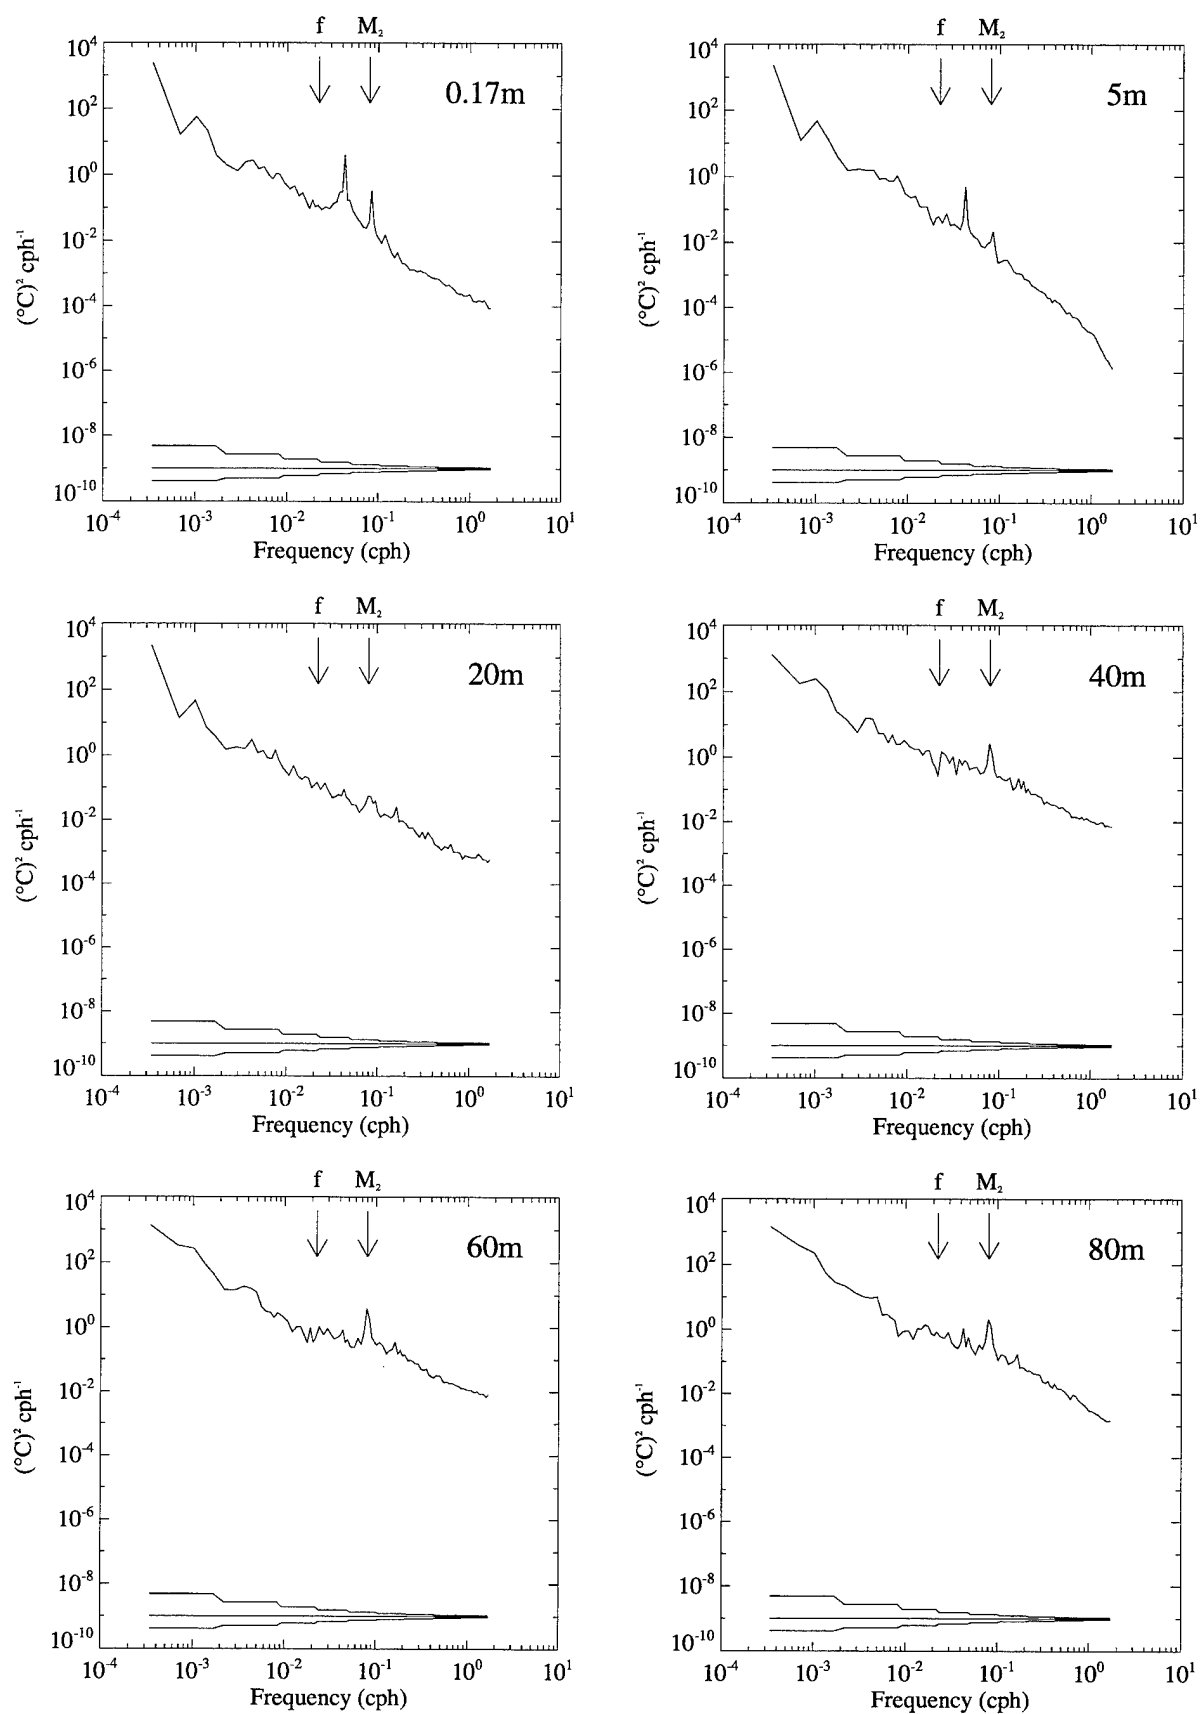 f M₂ f M₂
0.17m 5m
10⁴ 10⁴
10² 10²
10⁰ 10⁰
10⁻² 10⁻²
(°C)² cph⁻¹ (°C)² cph⁻¹
10⁻⁴ 10⁻⁴
10⁻⁶ 10⁻⁶
10⁻⁸ 10⁻⁸
10⁻¹⁰ 10⁻¹⁰
10⁻⁴ 10⁻³ 10⁻² 10⁻¹ 10⁰ 10¹ 10⁻⁴ 10⁻³ 10⁻² 10⁻¹ 10⁰ 10¹
Frequency (cph) Frequency (cph)
f M₂ f M₂
20m 40m
10⁴ 10⁴
10² 10²
10⁰ 10⁰
10⁻² 10⁻²
(°C)² cph⁻¹ (°C)² cph⁻¹
10⁻⁴ 10⁻⁴
10⁻⁶ 10⁻⁶
10⁻⁸ 10⁻⁸
10⁻¹⁰ 10⁻¹⁰
10⁻⁴ 10⁻³ 10⁻² 10⁻¹ 10⁰ 10¹ 10⁻⁴ 10⁻³ 10⁻² 10⁻¹ 10⁰ 10¹
Frequency (cph) Frequency (cph)
f M₂ f M₂
60m 80m
10⁴ 10⁴
10² 10²
10⁰ 10⁰
10⁻² 10⁻²
(°C)² cph⁻¹ (°C)² cph⁻¹
10⁻⁴ 10⁻⁴
10⁻⁶ 10⁻⁶
10⁻⁸ 10⁻⁸
10⁻¹⁰ 10⁻¹⁰
10⁻⁴ 10⁻³ 10⁻² 10⁻¹ 10⁰ 10¹ 10⁻⁴ 10⁻³ 10⁻² 10⁻¹ 10⁰ 10¹
Frequency (cph) Frequency (cph)